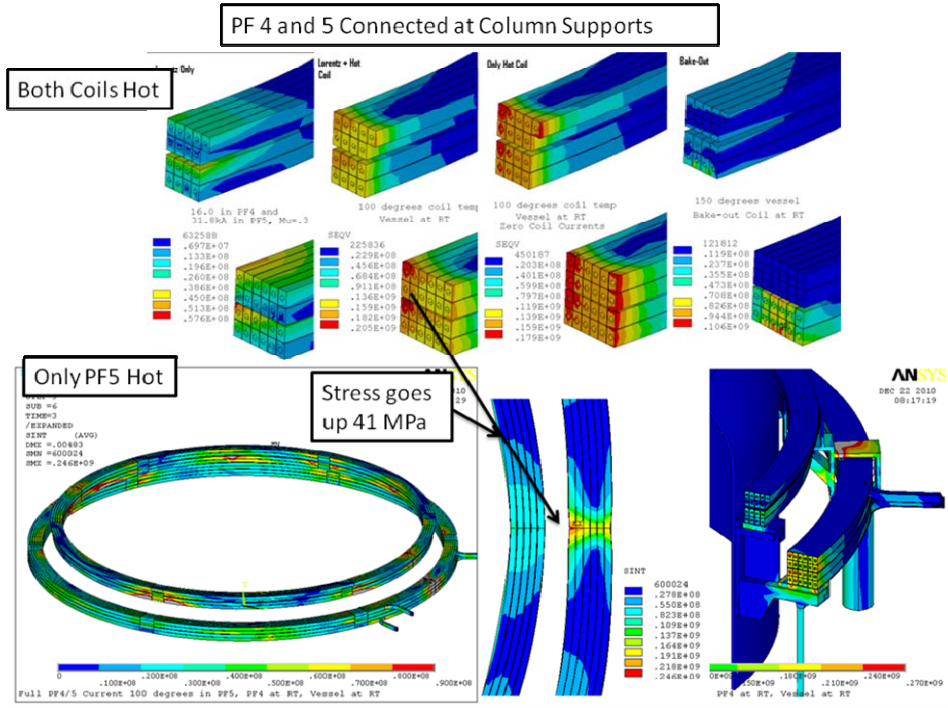 PF 4 and 5 Connected at Column Supports
Both Coils Hot
Only
Lorentz + Hot
Coil
Only Hot Coil
Bake-Out
16.0 in PF4 and
31.8kA in PF5, Mu=.3
100 degrees coil temp
Vessel at RT
100 degrees coil temp
Vessel at RT
Zero Coil Currents
150 degrees vessel
Bake-out Coil at RT
632588
.697E+07
.133E+08
.196E+08
.260E+08
.386E+08
.450E+08
.513E+08
.576E+08
SEQV
225836
.229E+08
.456E+08
.684E+08
.911E+08
.136E+09
.159E+09
.182E+09
.205E+09
SEQV
450187
.203E+08
.401E+08
.599E+08
.797E+08
.119E+09
.139E+09
.159E+09
.179E+09
121812
.119E+08
.237E+08
.355E+08
.473E+08
.708E+08
.826E+08
.944E+08
.106E+09
Only PF5 Hot
SUB =6
TIME=3
/EXPANDED
SINT (AVG)
DMX =.00483
SMN =600024
SMX =.246E+09
Stress goes
up 41 MPa
ANSYS
DEC 22 2010
08:17:19
SINT
600024
.278E+08
.550E+08
.823E+08
.109E+09
.137E+09
.164E+09
.191E+09
.218E+09
.246E+09
0 .200E+08 .400E+08 .600E+08 .800E+08
.100E+08 .300E+08 .500E+08 .700E+08 .900E+08
Full PF4/5 Current 100 degrees in PF5, PF4 at RT, Vessel at RT
.180E+09 .240E+09
.150E+09 .210E+09 .270E+09
PF4 at RT, Vessel at RT